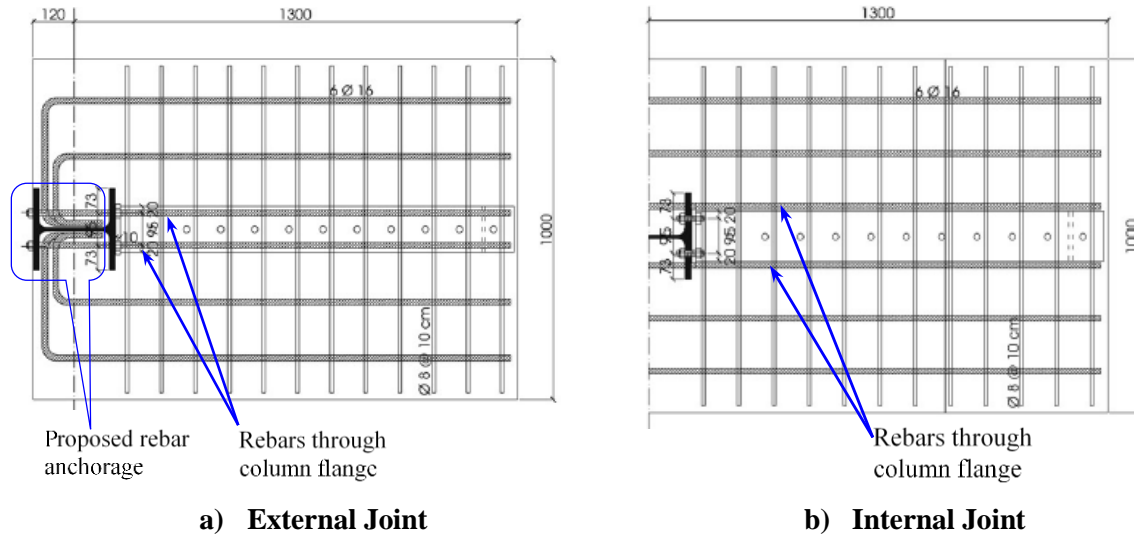 120
1300
6 Ø 16
73
95
73
10
20 95 20
1000
Ø 8 @ 10 cm
Proposed rebar
anchorage
Rebars through
column flange
a) External Joint
1300
6 Ø 16
73
95
73
20 95 20
1000
Ø 8 @ 10 cm
Rebars through
column flange
b) Internal Joint